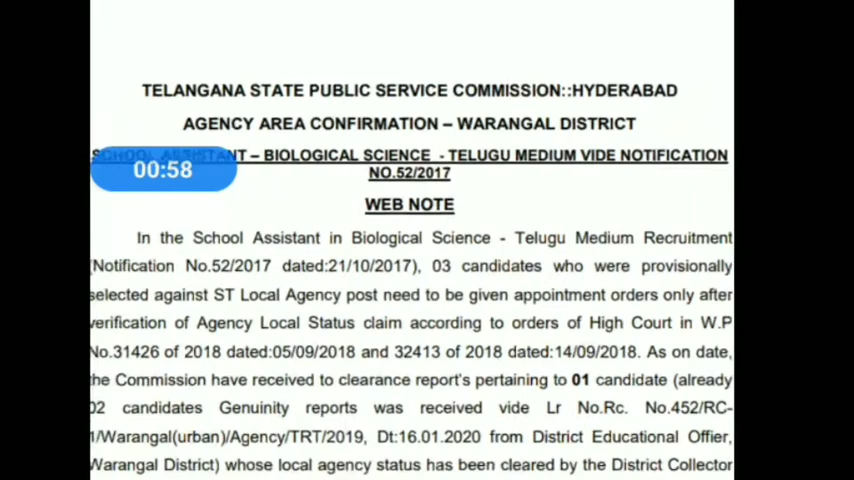 TELANGANA STATE PUBLIC SERVICE COMMISSION::HYDERABAD
AGENCY AREA CONFIRMATION – WARANGAL DISTRICT
SCHOOL ASSISTANT – BIOLOGICAL SCIENCE - TELUGU MEDIUM VIDE NOTIFICATION
NO.52/2017
00:58
WEB NOTE
In the School Assistant in Biological Science - Telugu Medium Recruitment
(Notification No.52/2017 dated:21/10/2017), 03 candidates who were provisionally
selected against ST Local Agency post need to be given appointment orders only after
verification of Agency Local Status claim according to orders of High Court in W.P
No.31426 of 2018 dated:05/09/2018 and 32413 of 2018 dated:14/09/2018. As on date,
the Commission have received to clearance report's pertaining to 01 candidate (already
02 candidates Genuinity reports was received vide Lr No.Rc. No.452/RC-
1/Warangal(urban)/Agency/TRT/2019, Dt:16.01.2020 from District Educational Offier,
Warangal District) whose local agency status has been cleared by the District Collector